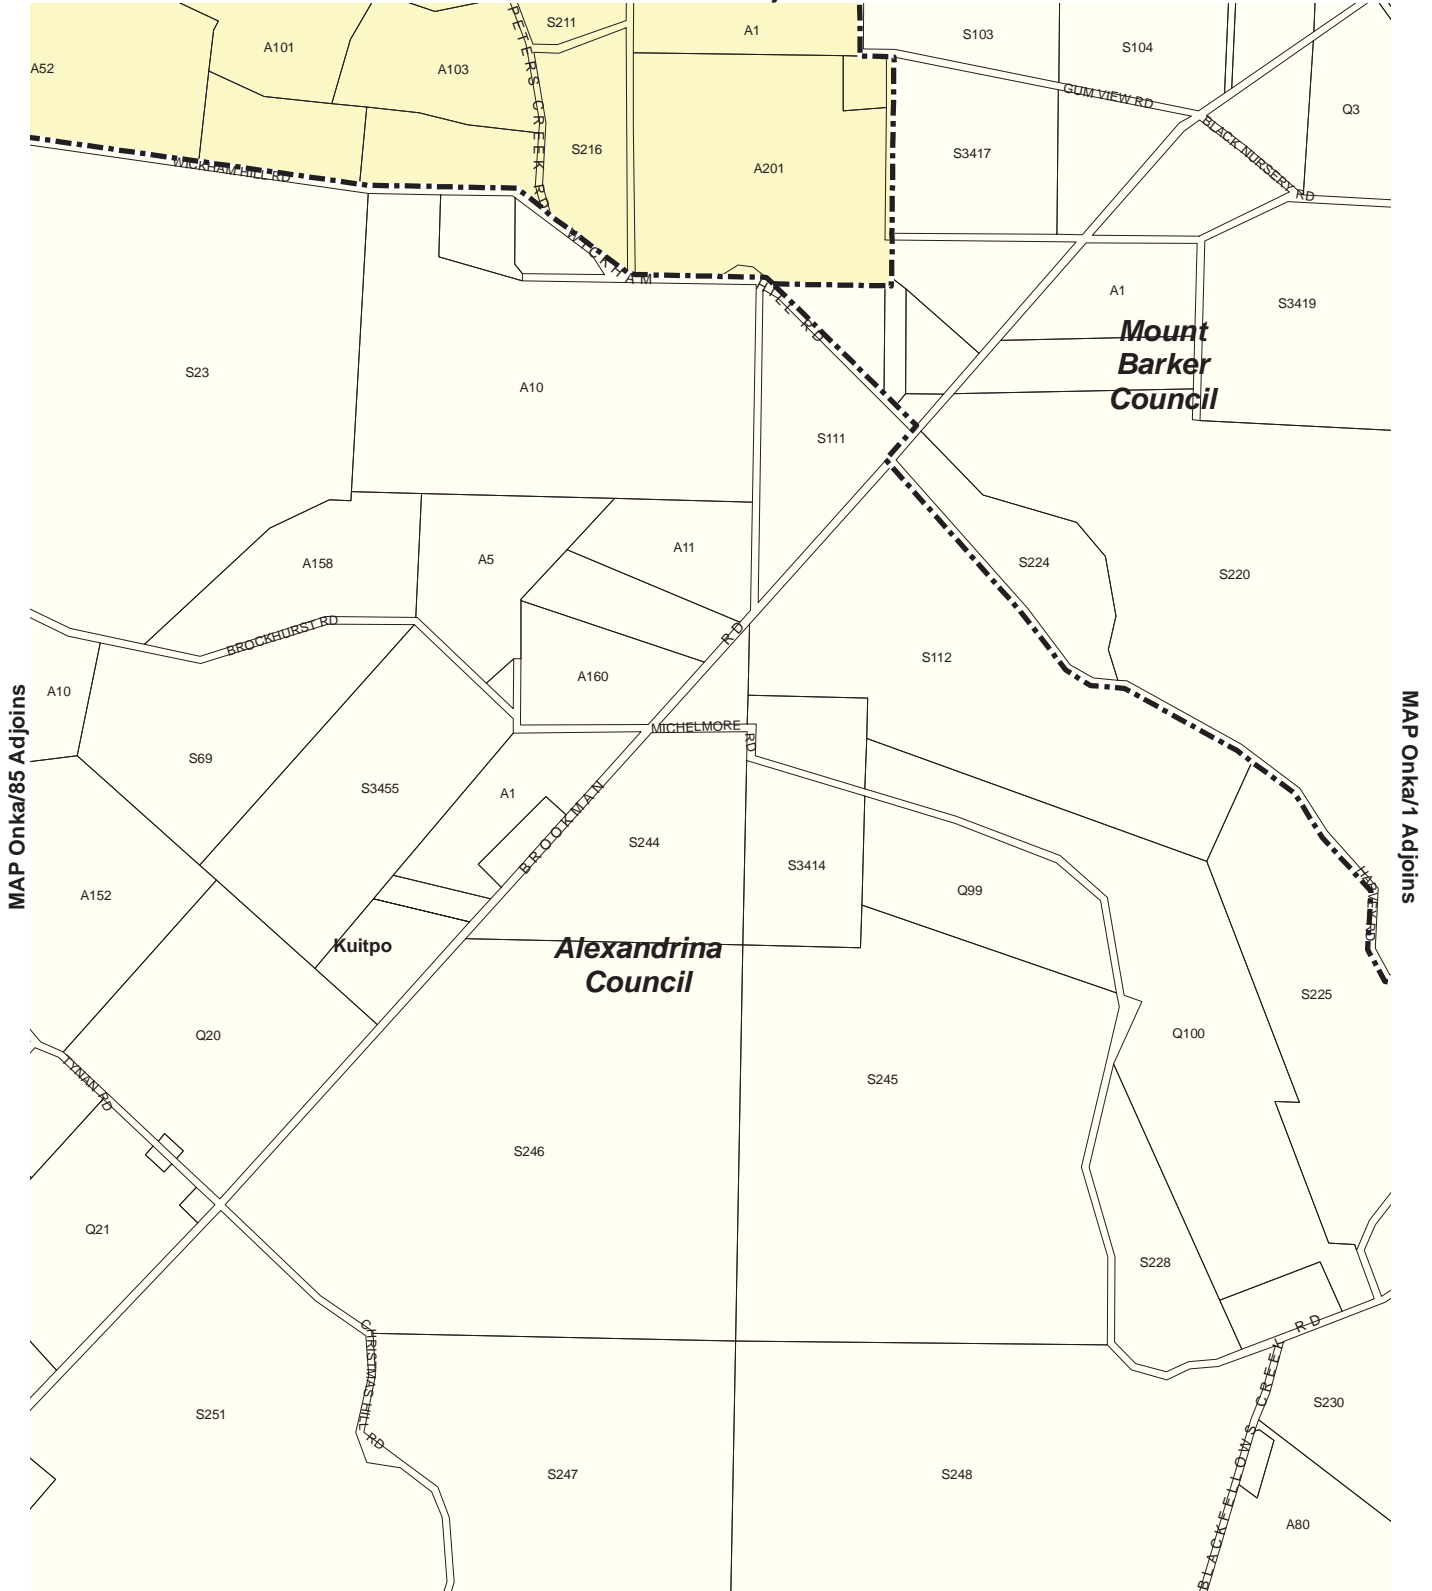 S211
A1
S103
S104
A101
A52
A103
PETERS CREEK RD
GUM VIEW RD
Q3
BLACK NURSERY RD
S216
S3417
A201
WICKHAM HILL RD
WICKHAM HILL RD
A1
S3419
Mount
Barker
Council
S23
A10
S111
A158
A5
A11
S224
S220
BROCKHURST RD
RD
S112
A160
A10
MAP Onka/85 Adjoins
MAP Onka/1 Adjoins
MICHELMORE
RD
S69
S3455
A1
BROOKMAN
S244
S3414
HARVEY RD
A152
Q99
Kuitpo
Alexandrina
Council
S225
Q20
Q100
TYNAN RD
S245
S246
Q21
S228
CHRISTMAS HILL RD
BLACKFELLOWS CREEK RD
S230
S251
S247
S248
A80